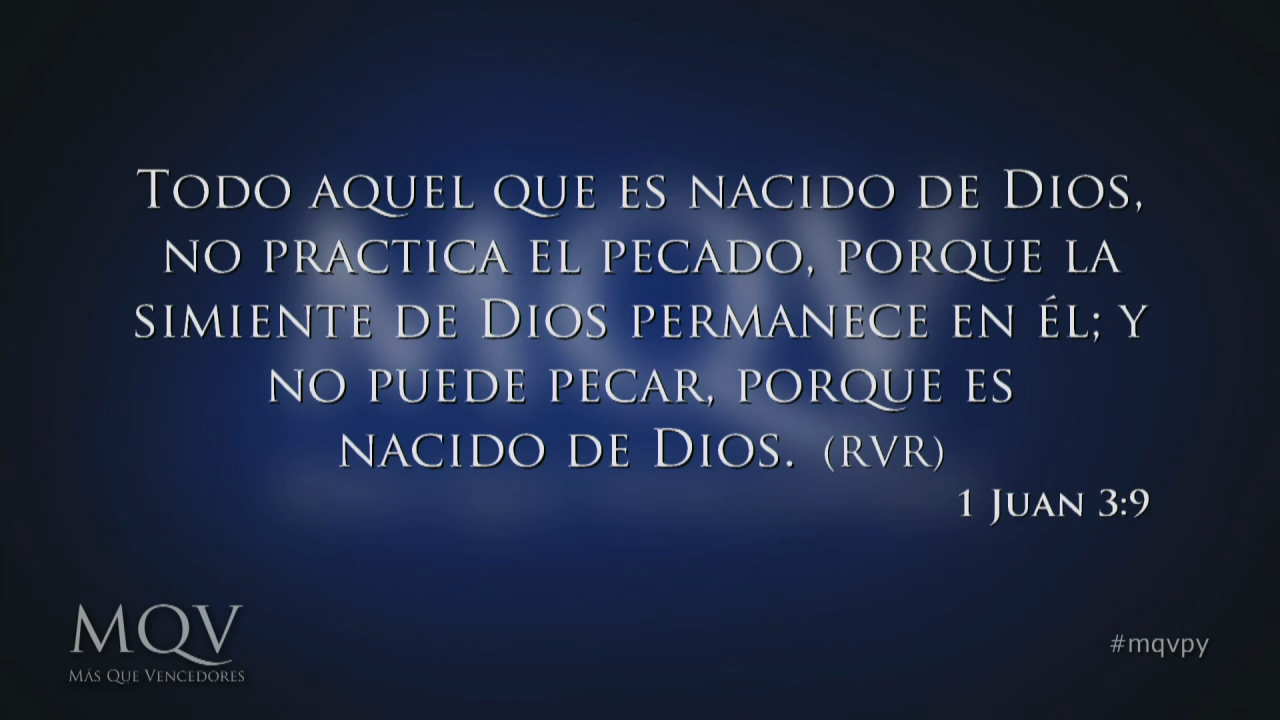 Todo aquel que es nacido de Dios,
no practica el pecado, porque la
simiente de Dios permanece en él; y
no puede pecar, porque es
nacido de Dios. (RVR)
1 Juan 3:9
MQV
Más Que Vencedores
#mqvpy